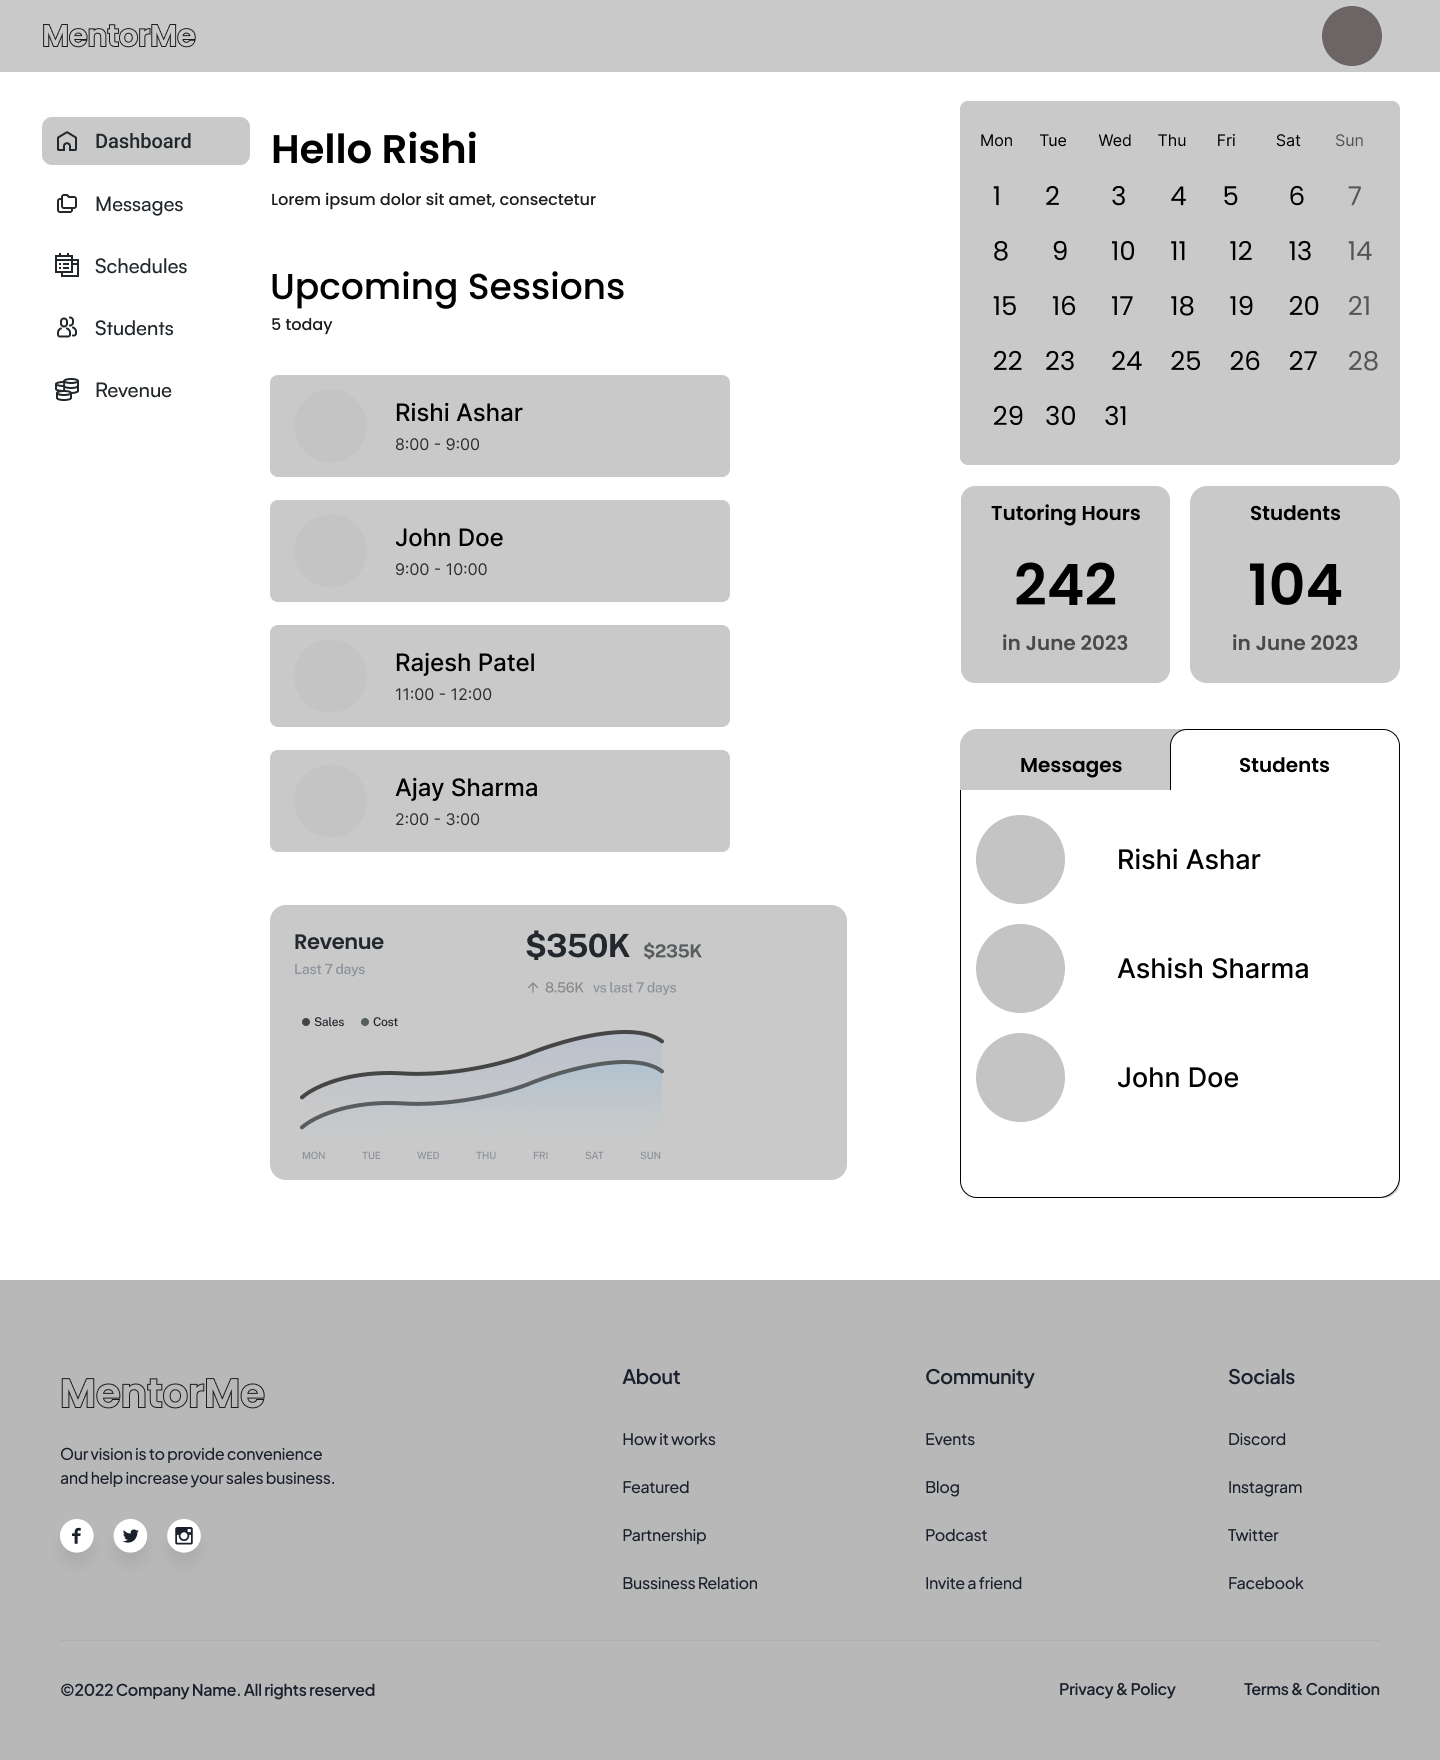 MentorMe
Dashboard
Messages
Schedules
Students
Revenue
Hello Rishi
Lorem ipsum dolor sit amet, consectetur
Upcoming Sessions
5 today
Rishi Ashar
8:00 - 9:00
John Doe
9:00 - 10:00
Rajesh Patel
11:00 - 12:00
Ajay Sharma
2:00 - 3:00
Revenue
Last 7 days
$350K $235K
↑ 8.56K vs last 7 days
Sales Cost
MON TUE WED THU FRI SAT SUN
Mon Tue Wed Thu Fri Sat Sun
1 2 3 4 5 6 7
8 9 10 11 12 13 14
15 16 17 18 19 20 21
22 23 24 25 26 27 28
29 30 31
Tutoring Hours
242
in June 2023
Students
104
in June 2023
Messages Students
Rishi Ashar
Ashish Sharma
John Doe
MentorMe
Our vision is to provide convenience
and help increase your sales business.
About
How it works
Featured
Partnership
Bussiness Relation
Community
Events
Blog
Podcast
Invite a friend
Socials
Discord
Instagram
Twitter
Facebook
©2022 Company Name. All rights reserved
Privacy & Policy Terms & Condition